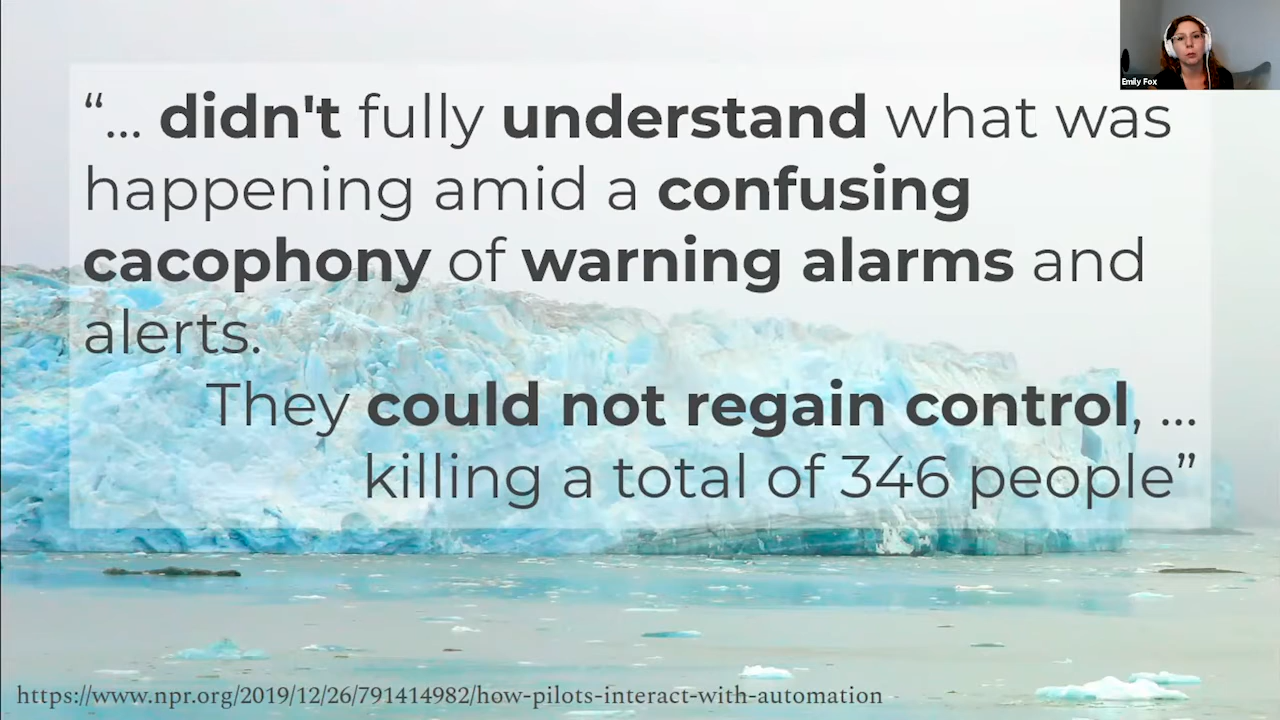 Emily Fox
“... didn't fully understand what was
happening amid a confusing
cacophony of warning alarms and
alerts.
They could not regain control, ...
killing a total of 346 people”
https://www.npr.org/2019/12/26/791414982/how-pilots-interact-with-automation